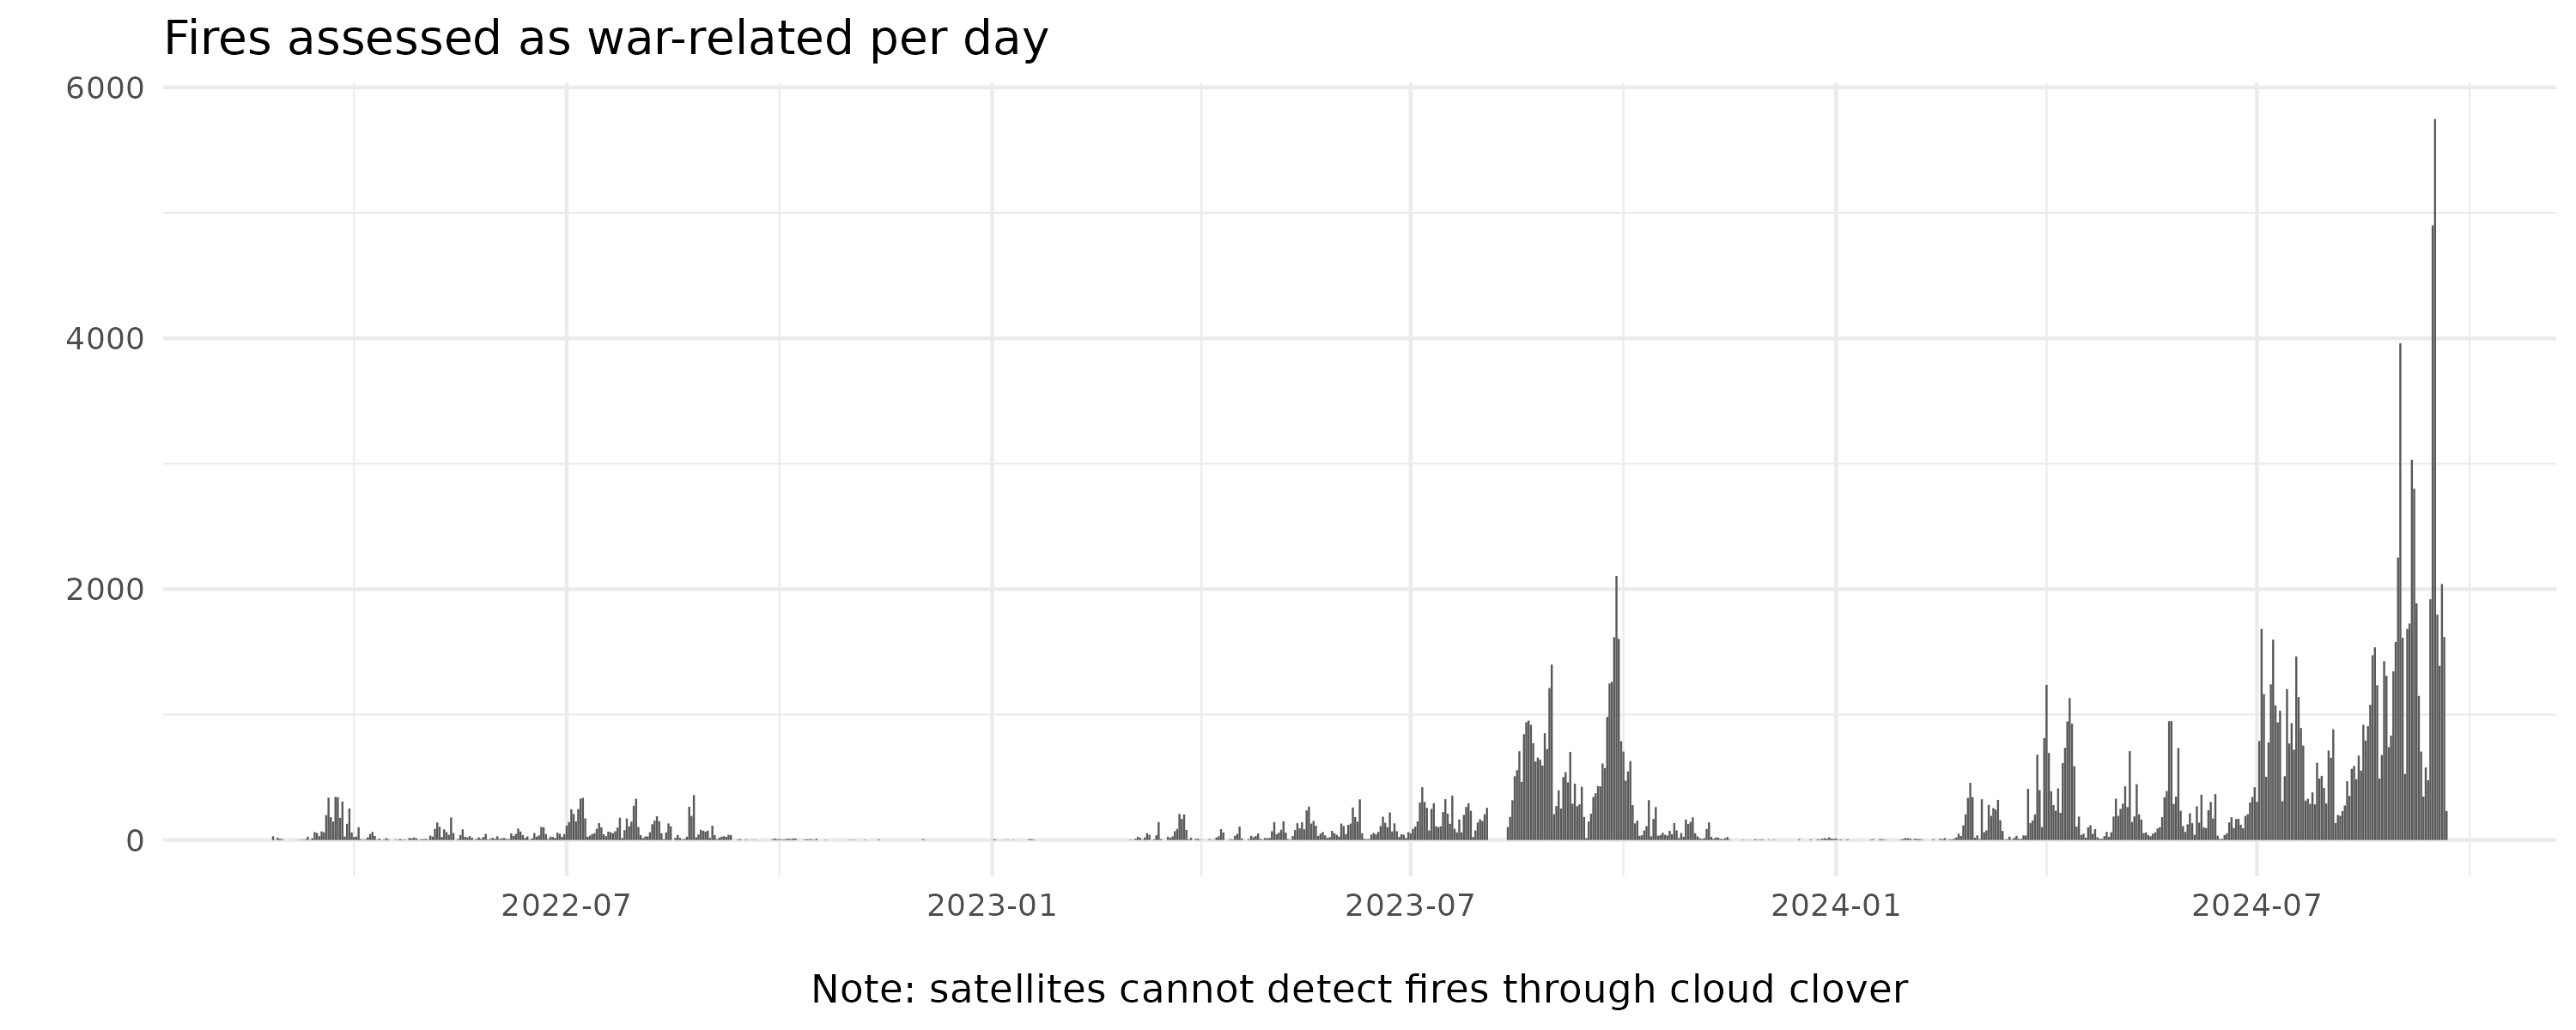 Fires assessed as war-related per day
6000
4000
2000
0
2022-07 2023-01 2023-07 2024-01 2024-07
Note: satellites cannot detect fires through cloud clover